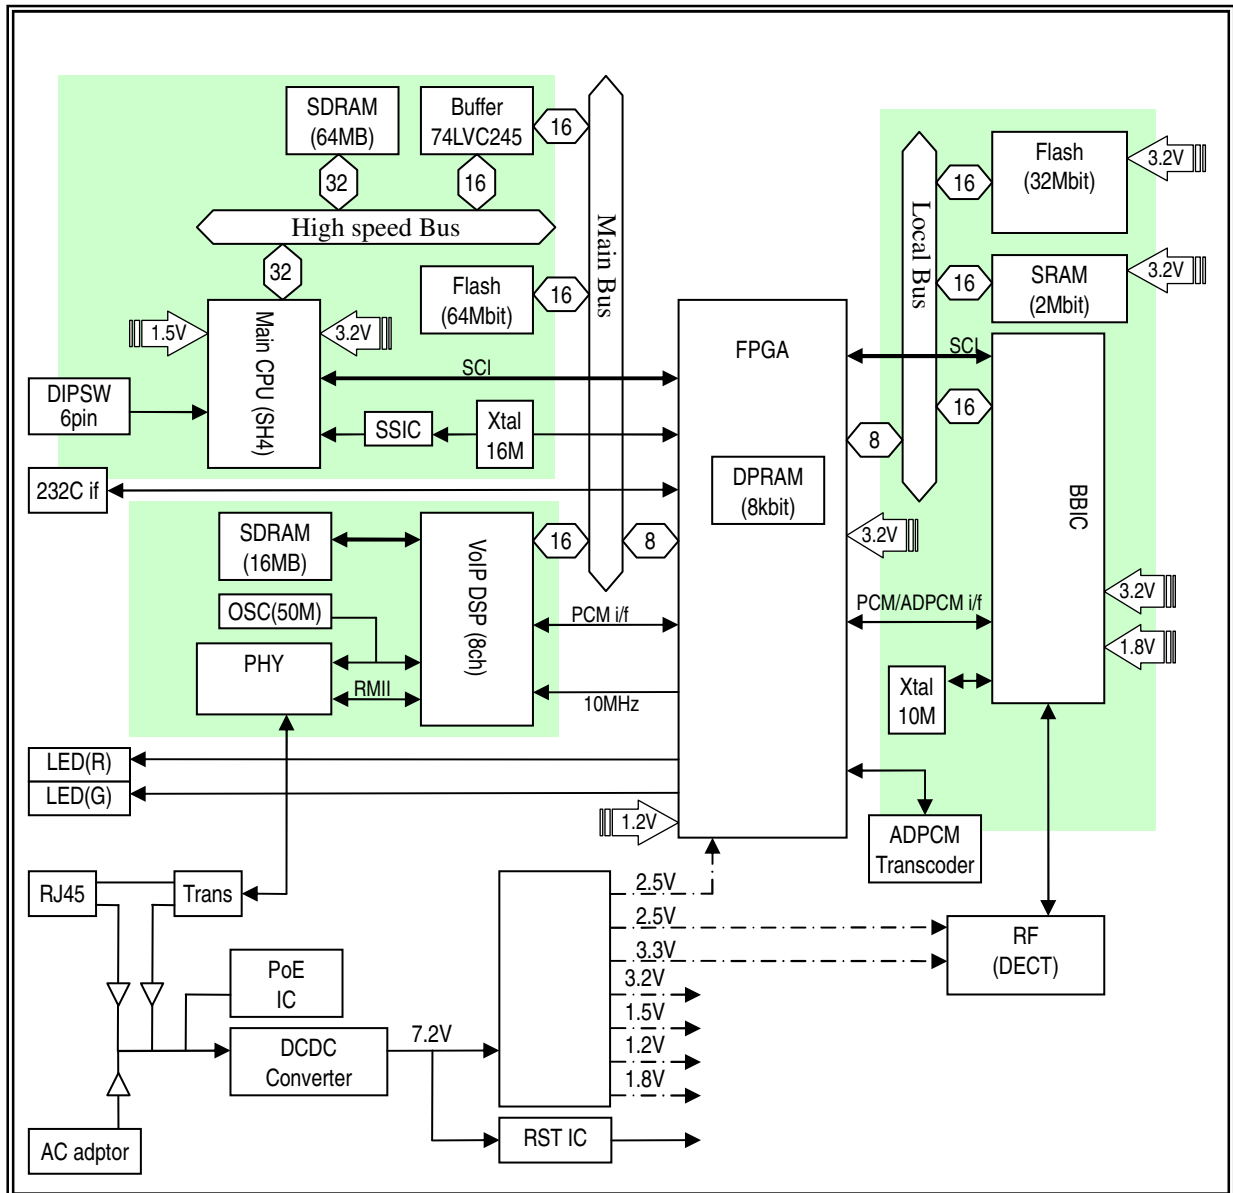 SDRAM
(64MB)
Buffer
74LVC245
16
32
16
High speed Bus
32
Main Bus
Flash
(64Mbit)
16
1.5V
Main CPU (SH4)
3.2V
DIPSW
6pin
SCI
SSIC
Xtal
16M
232C if
SDRAM
(16MB)
VoIP DSP (8ch)
16
8
OSC(50M)
PHY
RMII
PCM i/f
10MHz
LED(R)
LED(G)
1.2V
FPGA
DPRAM
(8kbit)
8
3.2V
Local Bus
16
Flash
(32Mbit)
3.2V
16
SRAM
(2Mbit)
3.2V
SCI
16
BBIC
3.2V
PCM/ADPCM i/f
1.8V
Xtal
10M
ADPCM
Transcoder
RF
(DECT)
RJ45
Trans
PoE
IC
DCDC
Converter
7.2V
AC adptor
2.5V
2.5V
3.3V
3.2V
1.5V
1.2V
1.8V
RST IC